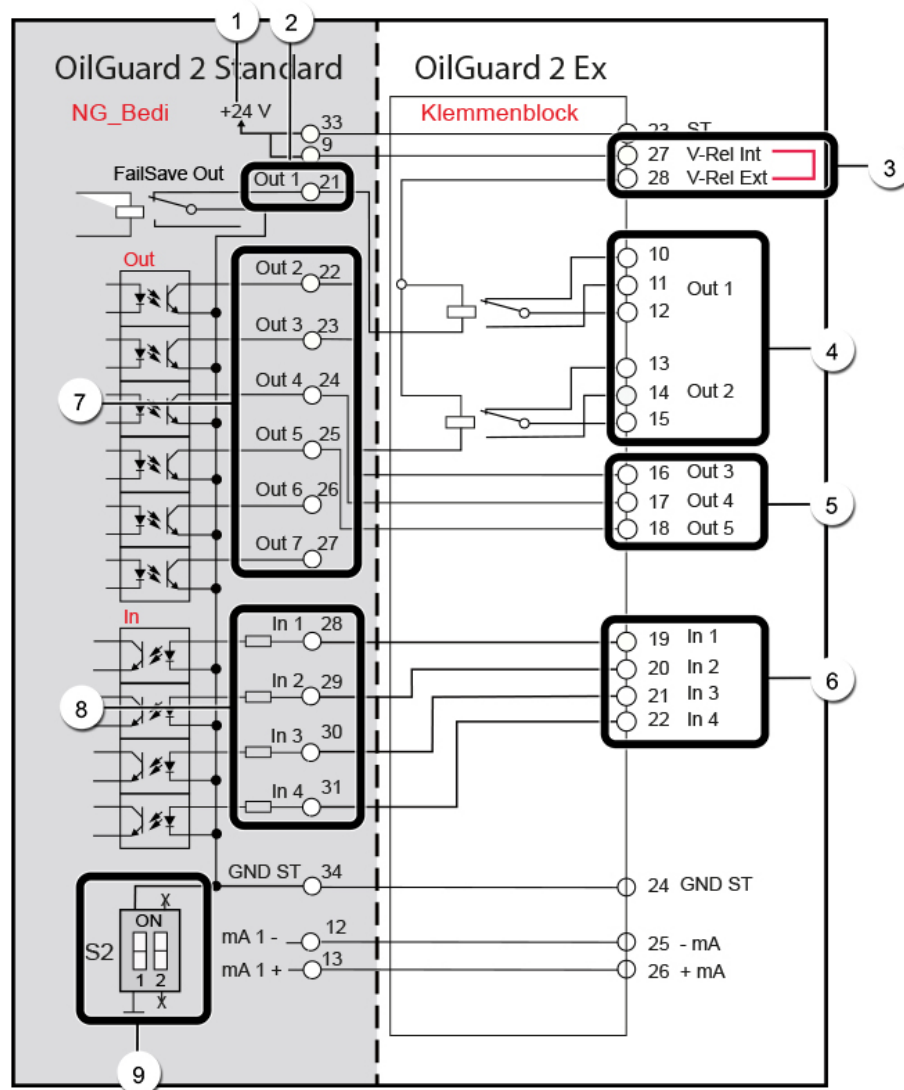 1
2
OilGuard 2 Standard
OilGuard 2 Ex
NG_Bedi
+24 V
Klemmenblock
33
9
23 ST
27 V-Rel Int
28 V-Rel Ext
3
FailSave Out
Out 1
21
Out
Out 2
22
Out 3
23
Out 4
24
Out 5
25
Out 6
26
Out 7
27
7
10
11
Out 1
12
13
14
Out 2
15
4
16 Out 3
17 Out 4
18 Out 5
5
In
In 1
28
In 2
29
In 3
30
In 4
31
8
19 In 1
20 In 2
21 In 3
22 In 4
6
GND ST
34
24 GND ST
S2
X
ON
1 2
X
mA 1 -
12
mA 1 +
13
25 - mA
26 + mA
9